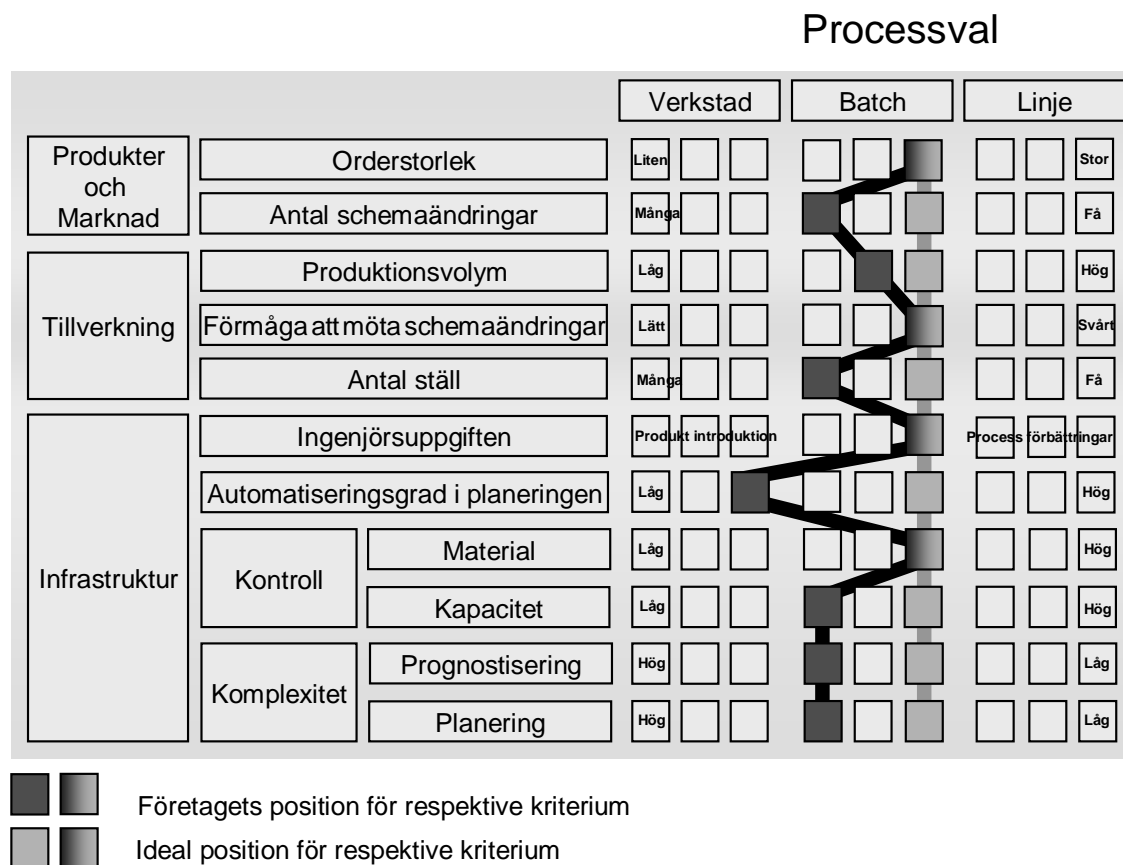 Processval
Verkstad Batch Linje
Produkter
och
Marknad
Orderstorlek Liten Stor
Antal schemaändringar Många Få
Tillverkning
Produktionsvolym Låg Hög
Förmåga att möta schemaändringar Lätt Svårt
Antal ställ Många Få
Infrastruktur
Ingenjörsuppgiften Produkt introduktion Process förbättringar
Automatiseringsgrad i planeringen Låg Hög
Kontroll
Material Låg Hög
Kapacitet Låg Hög
Komplexitet
Prognostisering Hög Låg
Planering Hög Låg
Företagets position för respektive kriterium
Ideal position för respektive kriterium